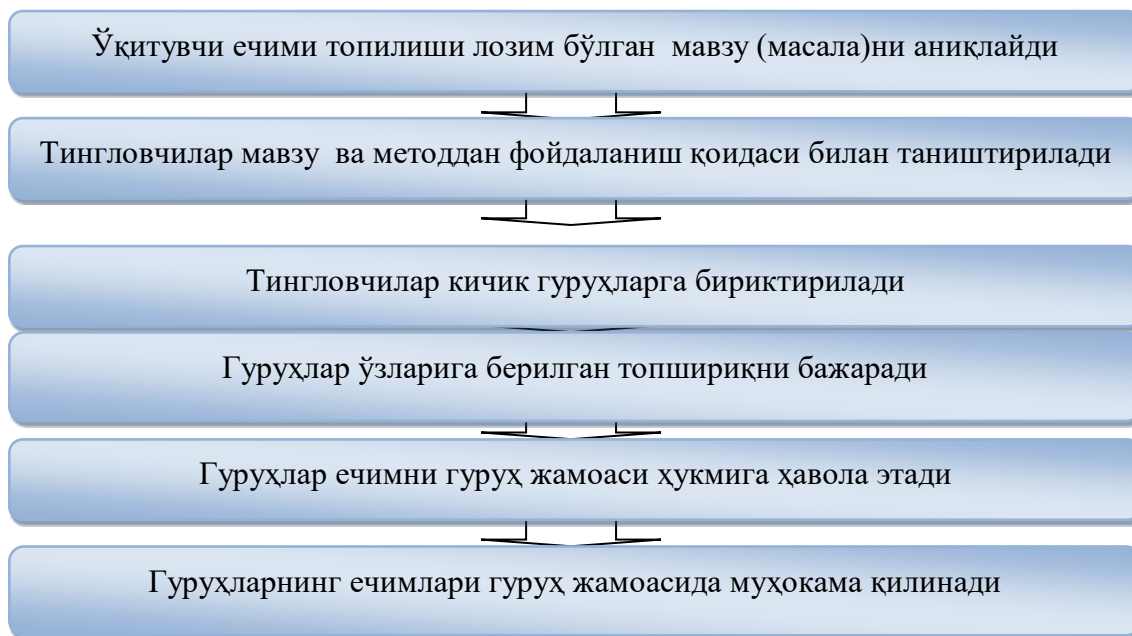 Ўқитувчи ечими топилиши лозим бўлган мавзу (масала)ни аниқлайди
Тингловчилар мавзу ва методдан фойдаланиш қоидаси билан таништирилади
Тингловчилар кичик гуруҳларга бириктирилади
Гуруҳлар ўзларига берилган топшириқни бажаради
Гуруҳлар ечимни гуруҳ жамоаси ҳукмига ҳавола этади
Гуруҳларнинг ечимлари гуруҳ жамоасида муҳокама қилинади